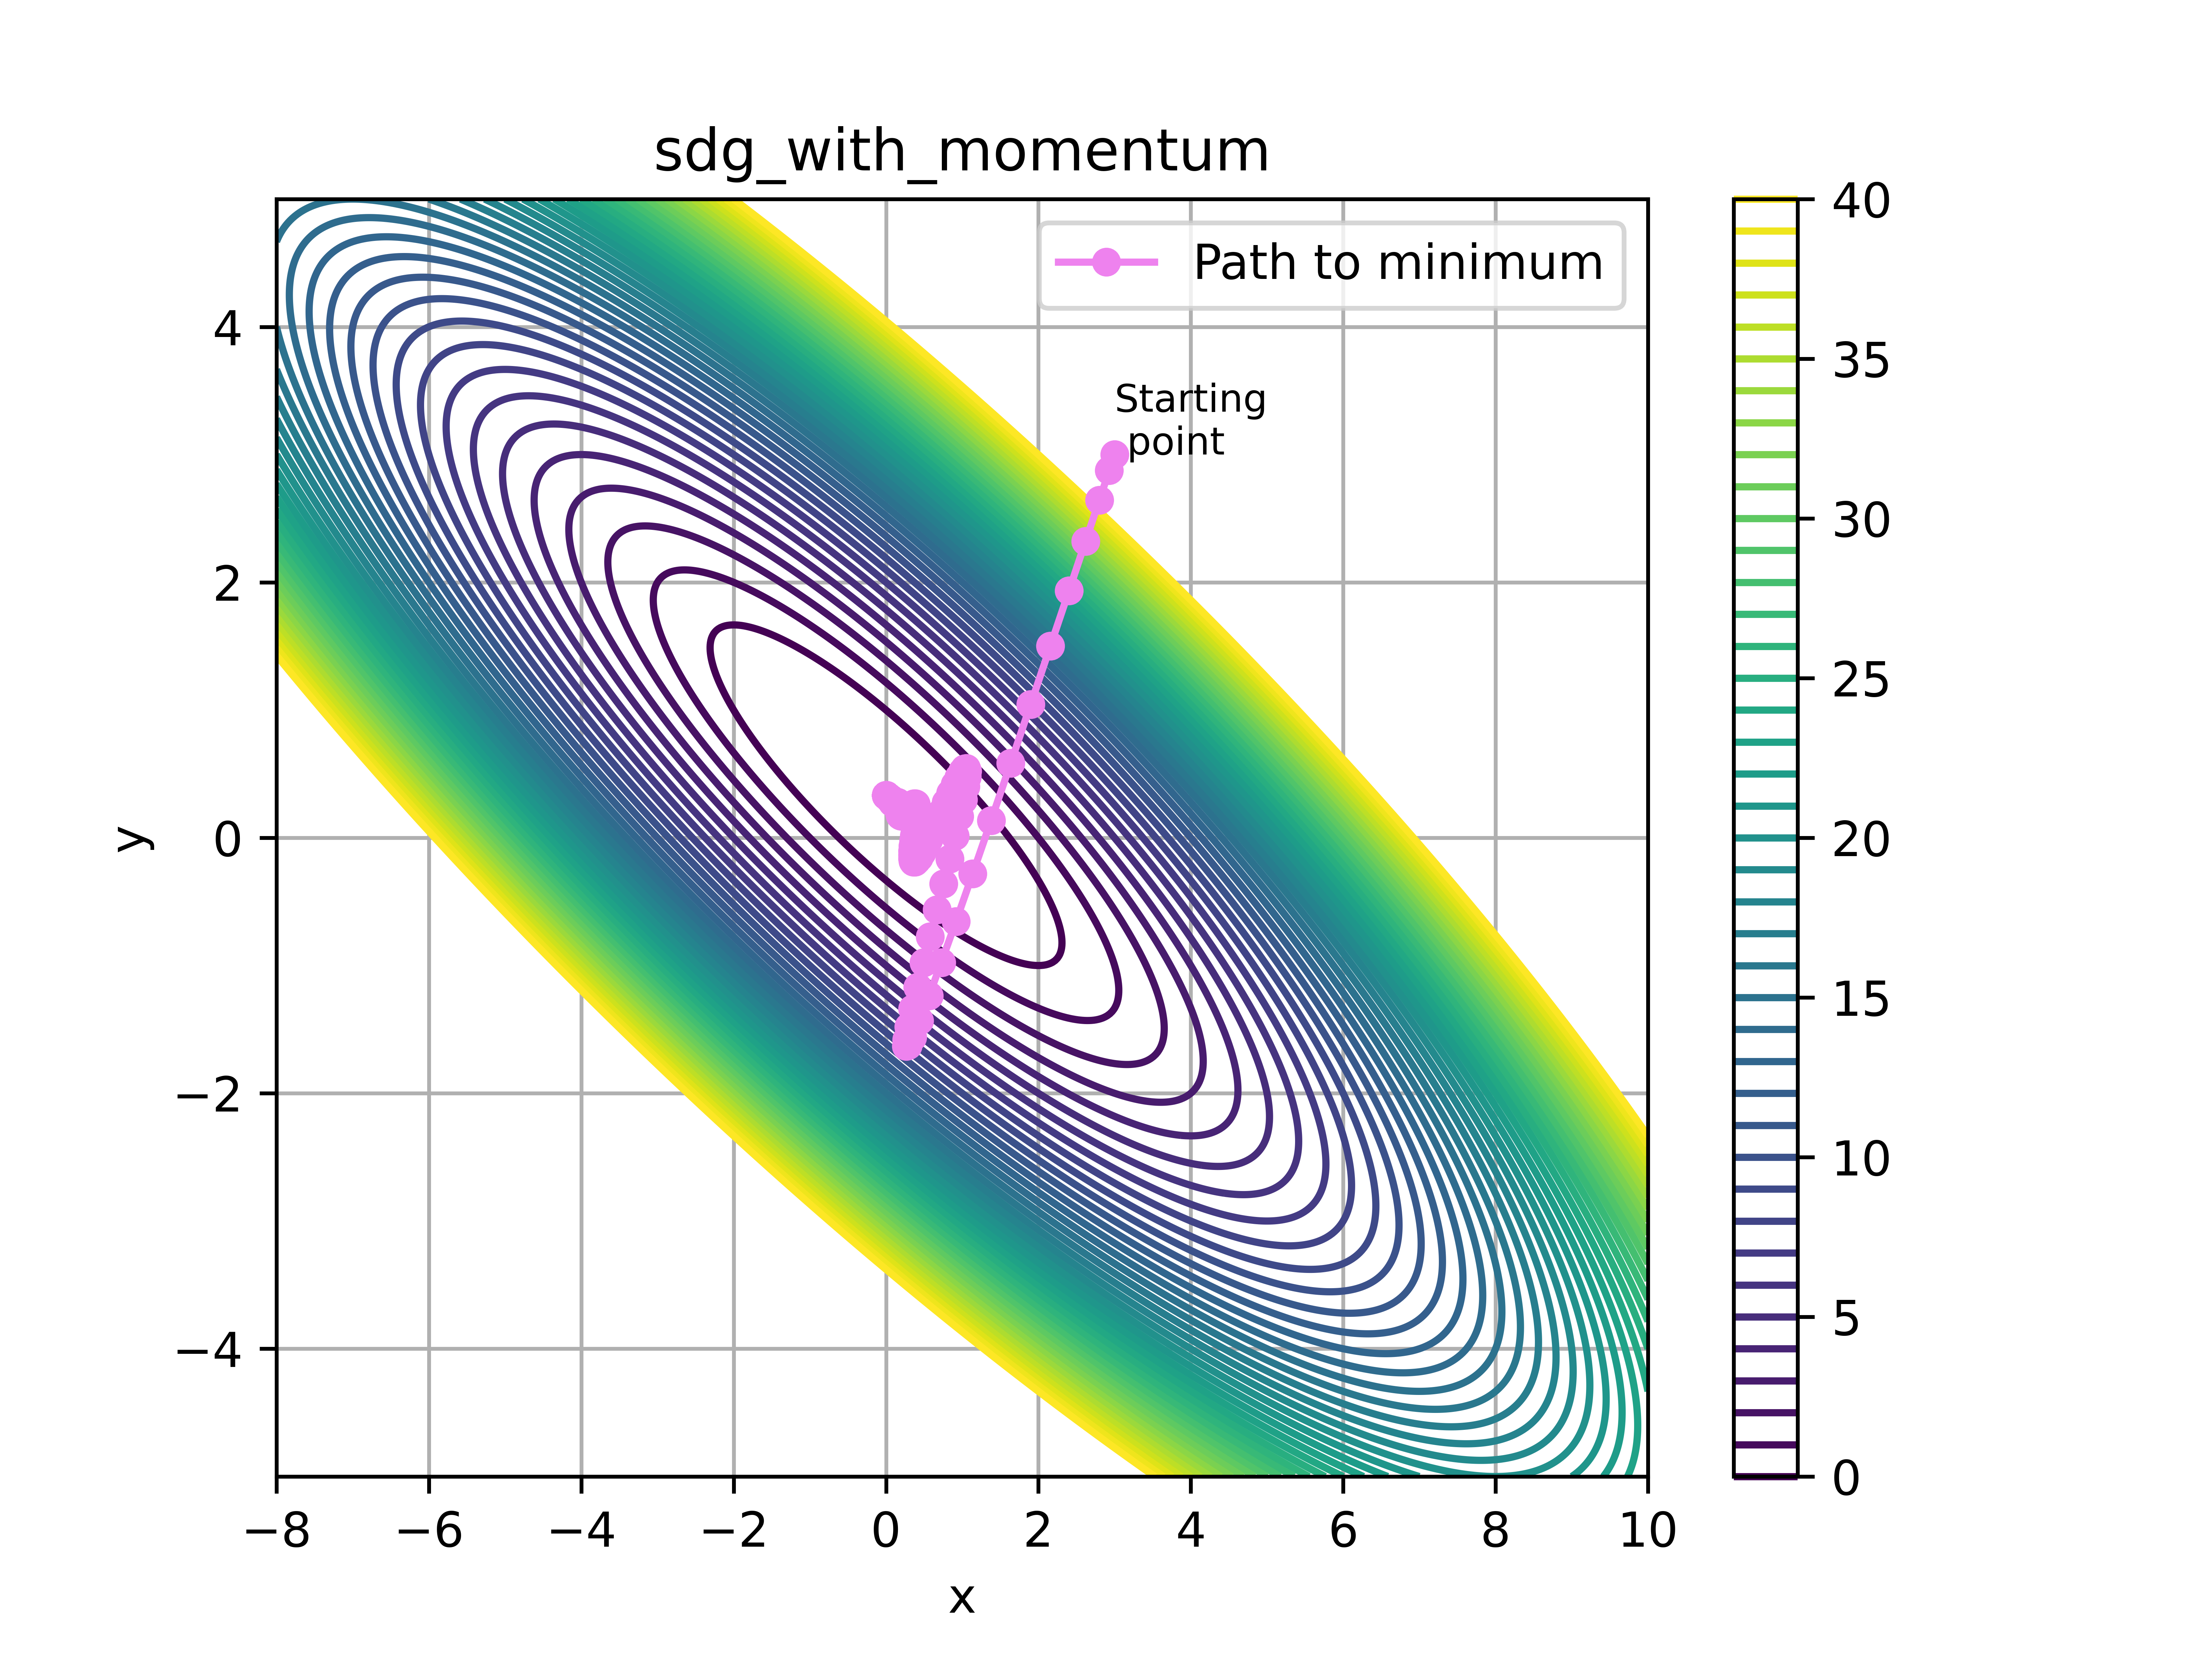 sdg_with_momentum
Path to minimum
Starting
point
y
4
2
0
−2
−4
−8 −6 −4 −2 0 2 4 6 8 10
x
40
35
30
25
20
15
10
5
0